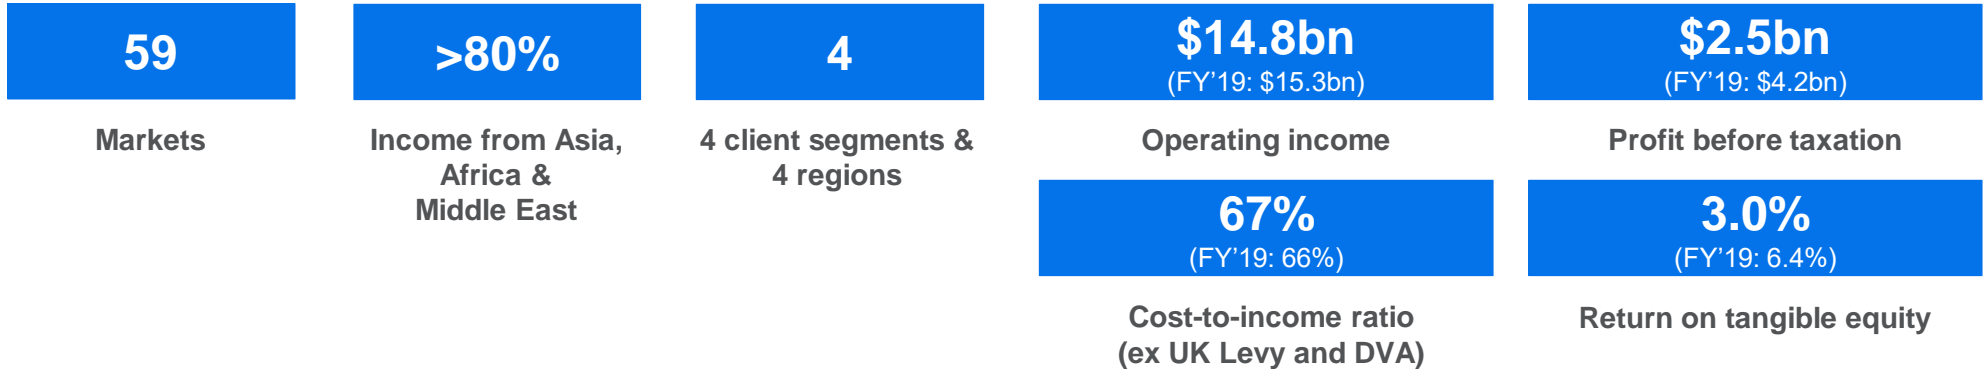 59
Markets
>80%
Income from Asia,
Africa &
Middle East
4
4 client segments &
4 regions
$14.8bn
(FY’19: $15.3bn)
Operating income
$2.5bn
(FY’19: $4.2bn)
Profit before taxation
67%
(FY’19: 66%)
Cost-to-income ratio
(ex UK Levy and DVA)
3.0%
(FY’19: 6.4%)
Return on tangible equity